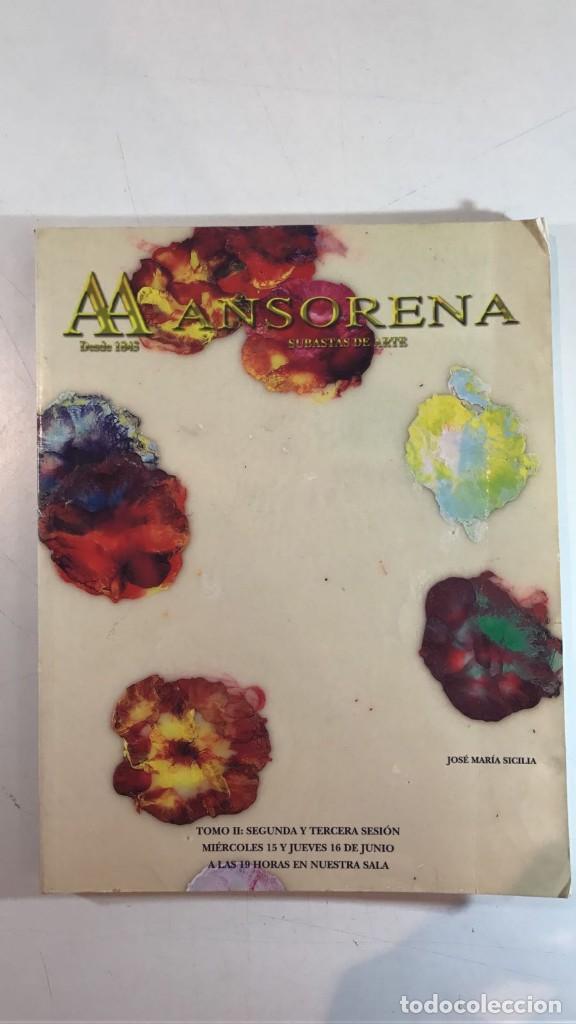 AA ANSORENA
Desde 1845
SUBASTAS DE ARTE
JOSÉ MARÍA SICILIA
TOMO II: SEGUNDA Y TERCERA SESIÓN
MIÉRCOLES 15 Y JUEVES 16 DE JUNIO
A LAS 19 HORAS EN NUESTRA SALA
todocoleccion